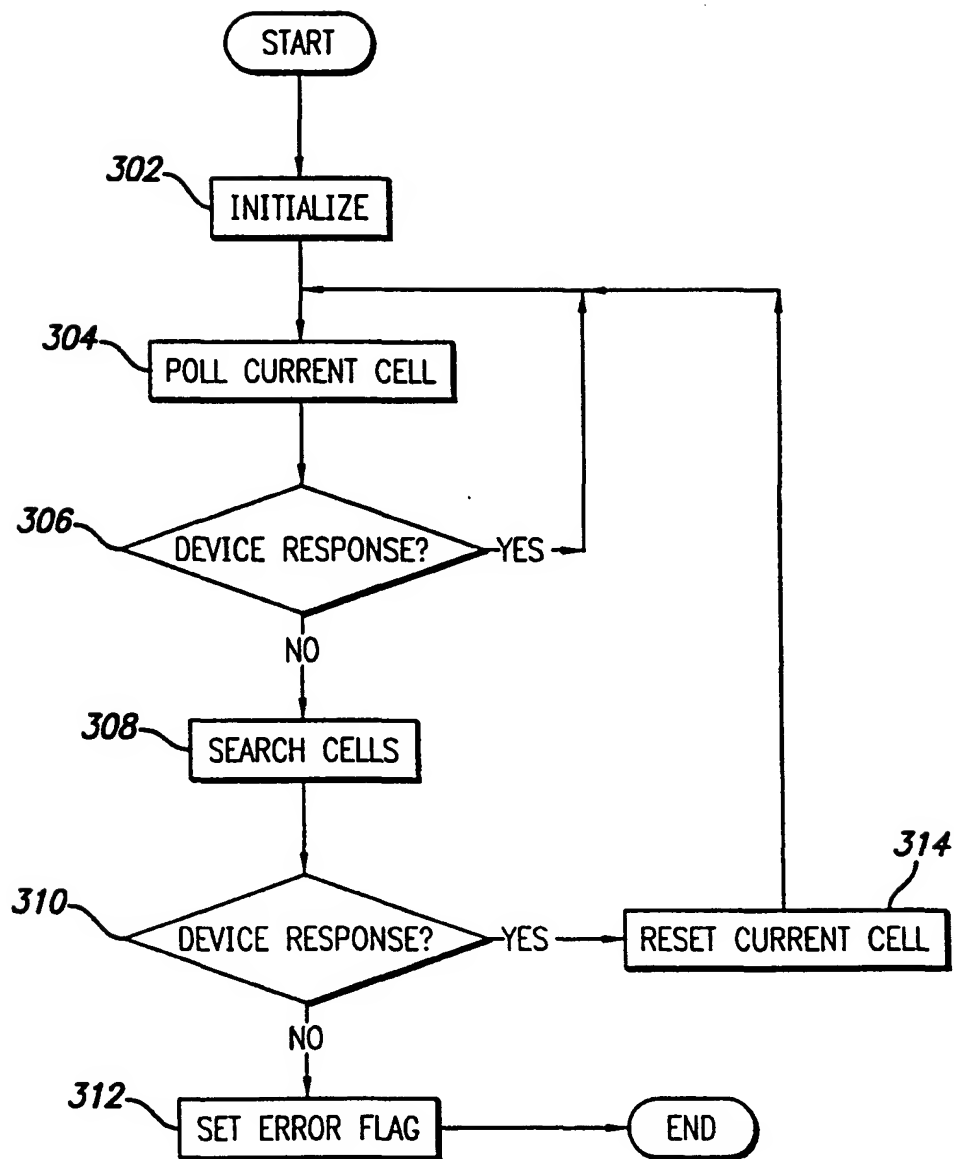 START
302
INITIALIZE
304
POLL CURRENT CELL
306
DEVICE RESPONSE?
YES
NO
308
SEARCH CELLS
310
DEVICE RESPONSE?
YES
314
RESET CURRENT CELL
NO
312
SET ERROR FLAG
END